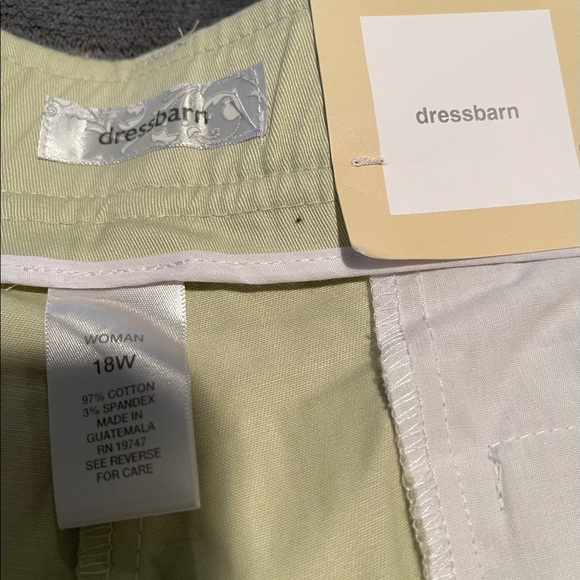 dressbarn
dressbarn
WOMAN
18W
97% COTTON
3% SPANDEX
MADE IN
GUATEMALA
RN 19747
SEE REVERSE
FOR CARE